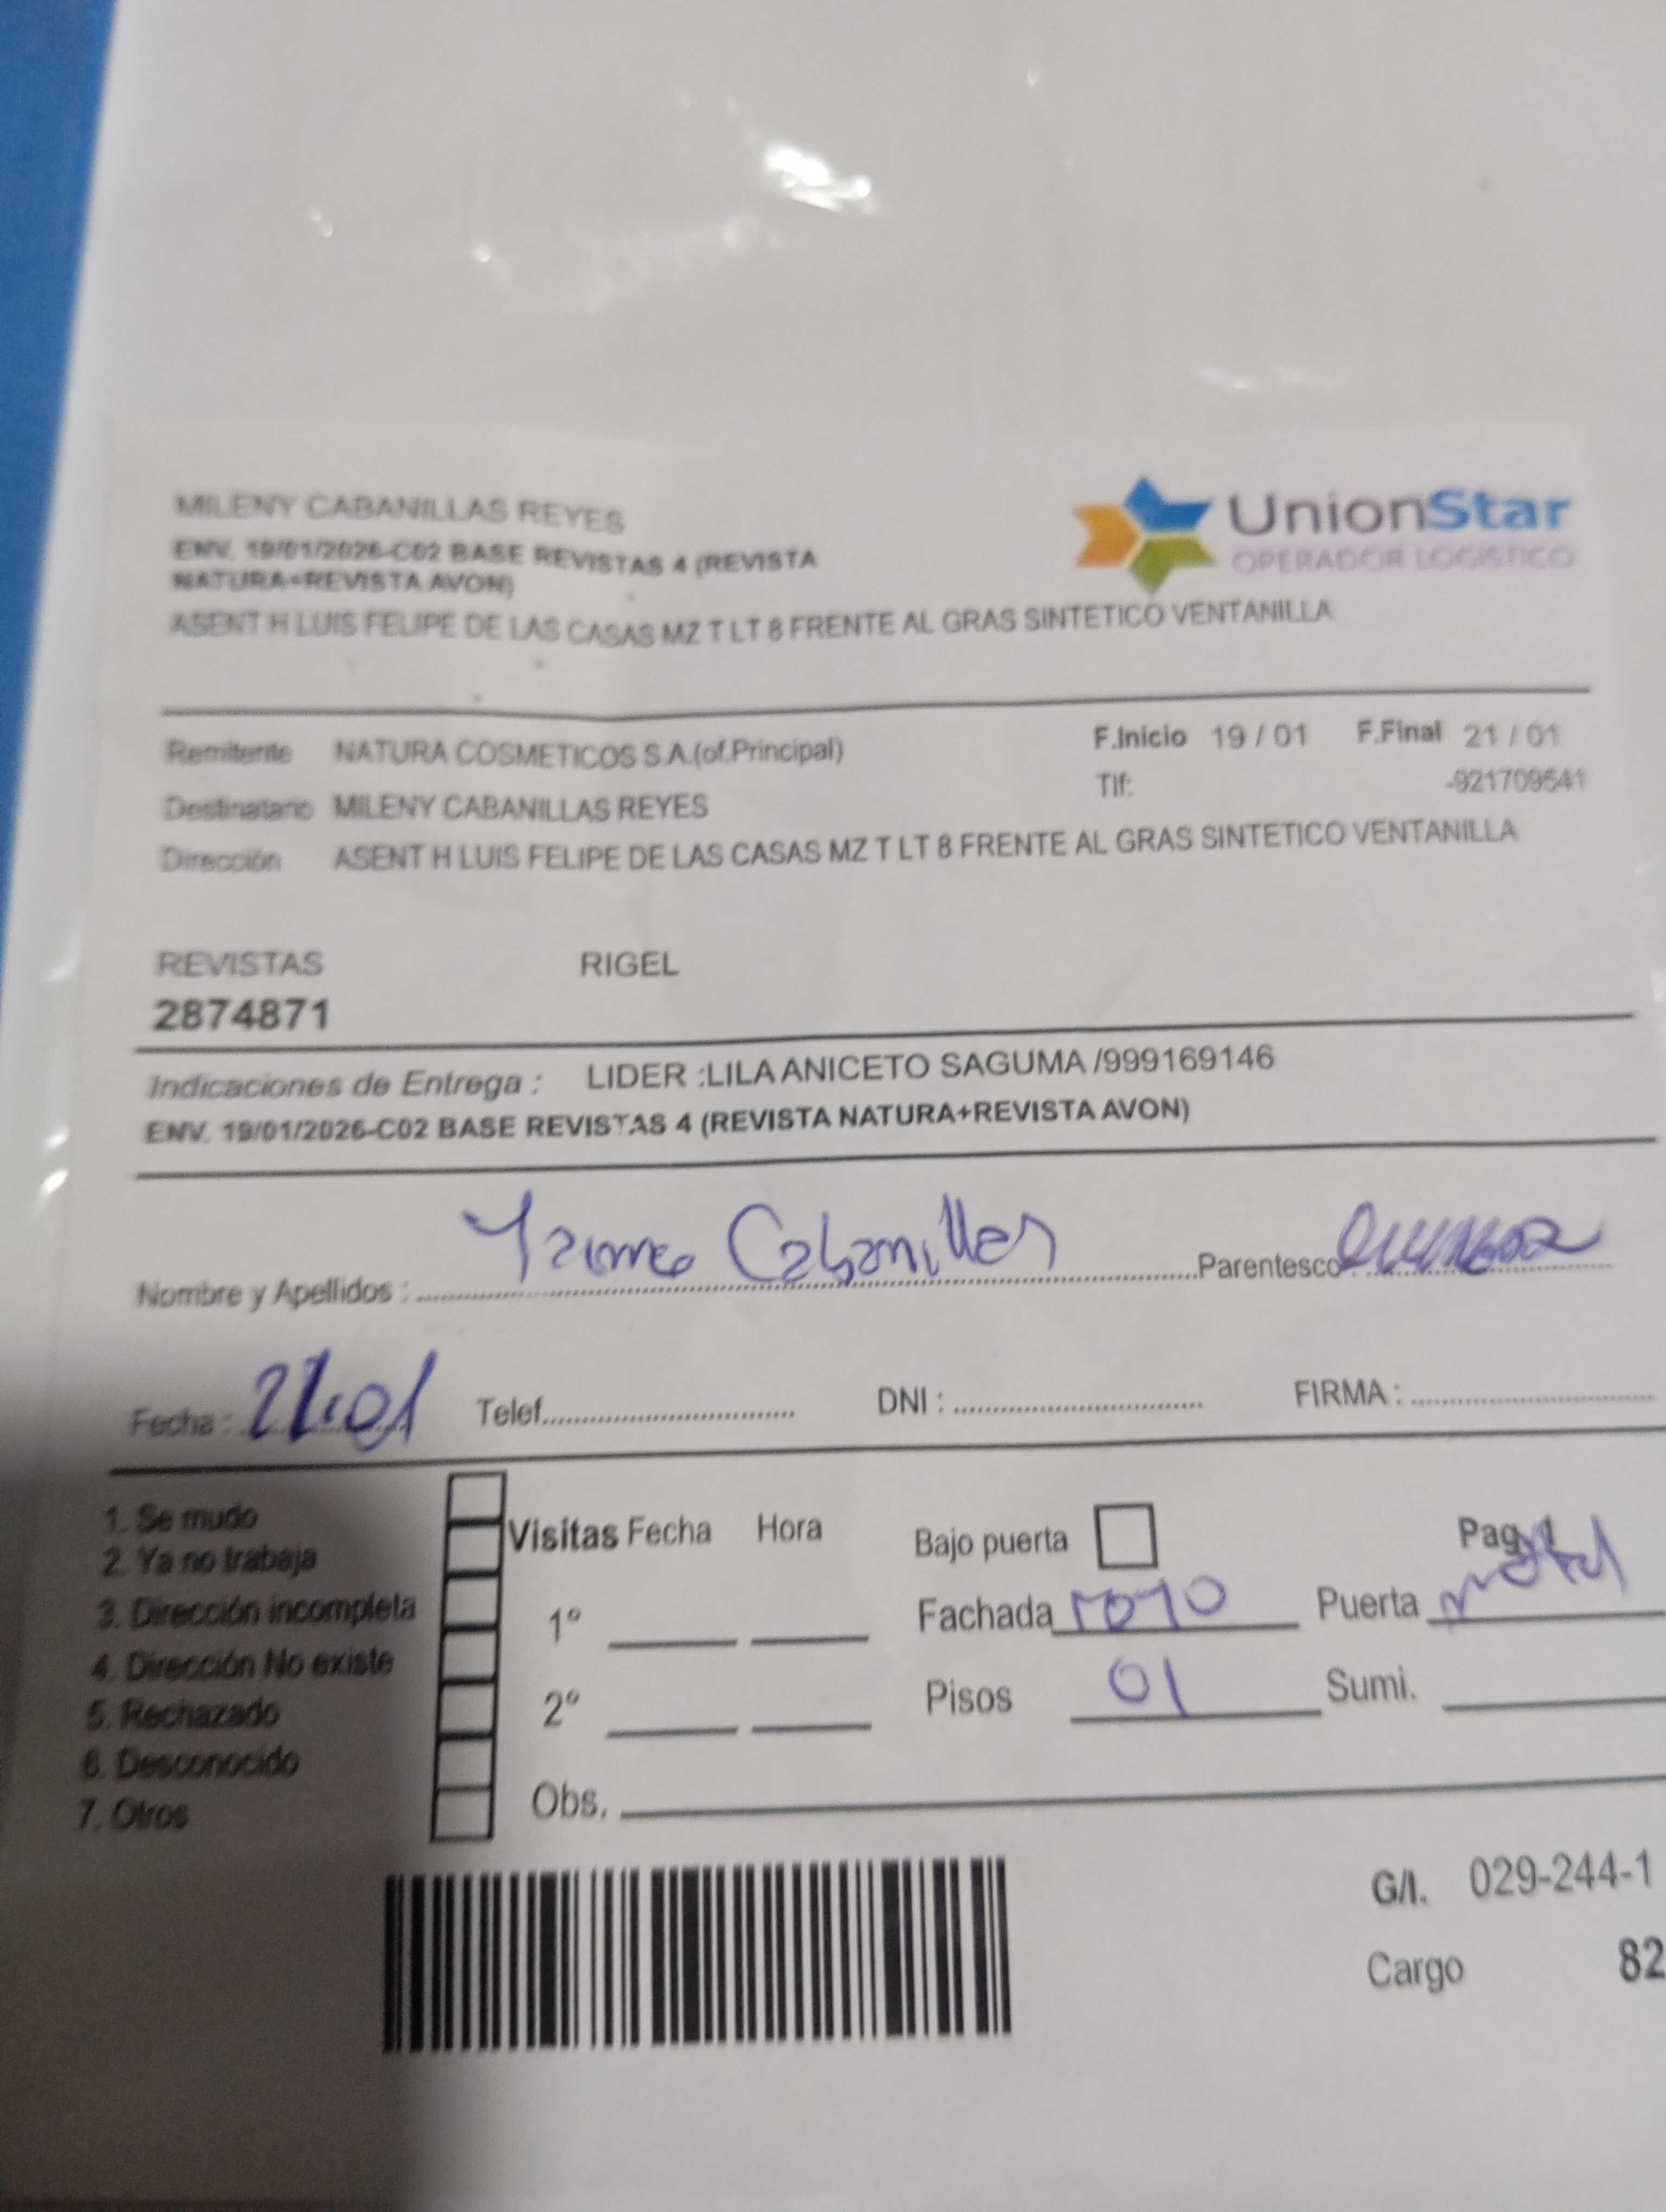 MILENY CABANILLAS REYES
UnionStar
OPERADOR LOGISTICO
ENV. 19/01/2026-C02 BASE REVISTAS 4 (REVISTA
NATURA+REVISTA AVON)
ASENT H LUIS FELIPE DE LAS CASAS MZ T LT 8 FRENTE AL GRAS SINTETICO VENTANILLA
Remitente NATURA COSMETICOS S.A.(of.Principal) F.Inicio 19 / 01 F.Final 21 / 01
Tlf: -921709541
Destinatario MILENY CABANILLAS REYES
Dirección ASENT H LUIS FELIPE DE LAS CASAS MZ T LT 8 FRENTE AL GRAS SINTETICO VENTANILLA
REVISTAS RIGEL
2874871
Indicaciones de Entrega : LIDER :LILA ANICETO SAGUMA /999169146
ENV. 19/01/2026-C02 BASE REVISTAS 4 (REVISTA NATURA+REVISTA AVON)
Nombre y Apellidos : Cabanillas Parentesco
Fecha : Telef. DNI : FIRMA :
1. Se mudo
2. Ya no trabaja
3. Dirección incompleta
4. Dirección No existe
5. Rechazado
6. Desconocido
7. Otros
Visitas Fecha Hora
1º
2º
Obs.
Bajo puerta Pag. 1
Fachada rojo Puerta metal
Pisos 01 Sumi.
G/I. 029-244-1
Cargo 82